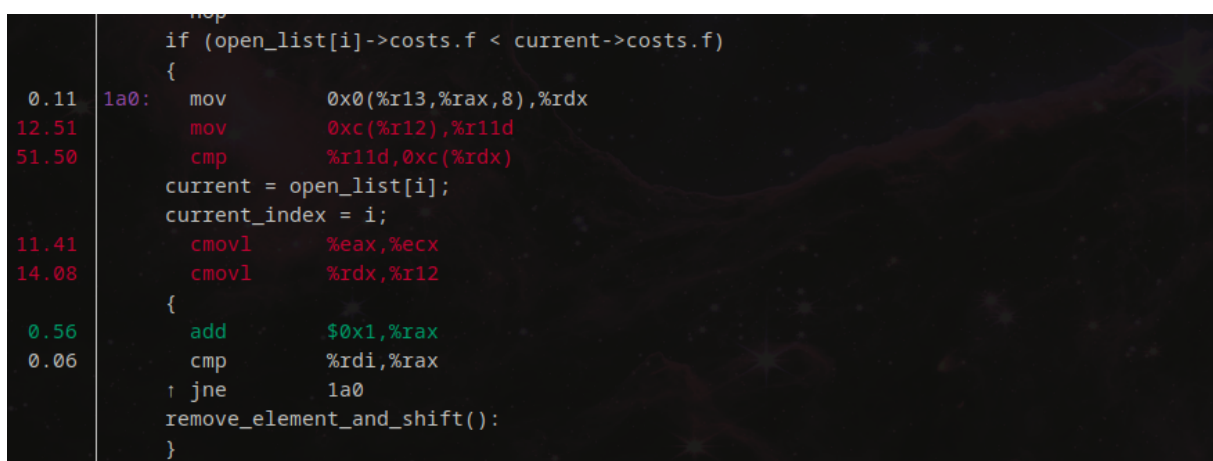 nop
if (open_list[i]->costs.f < current->costs.f)
{
0.11 1a0: mov 0x0(%r13,%rax,8),%rdx
12.51 mov 0xc(%r12),%r11d
51.50 cmp %r11d,0xc(%rdx)
current = open_list[i];
current_index = i;
11.41 cmovl %eax,%ecx
14.08 cmovl %rdx,%r12
{
0.56 add $0x1,%rax
0.06 cmp %rdi,%rax
↑ jne 1a0
remove_element_and_shift():
}